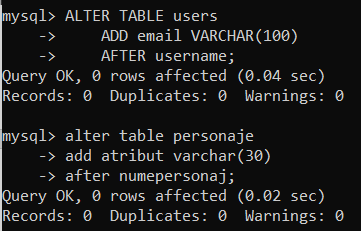 mysql> ALTER TABLE users
    ->     ADD email VARCHAR(100)
    ->     AFTER username;
Query OK, 0 rows affected (0.04 sec)
Records: 0  Duplicates: 0  Warnings: 0

mysql> alter table personaje
    -> add atribut varchar(30)
    -> after numepersonaj;
Query OK, 0 rows affected (0.02 sec)
Records: 0  Duplicates: 0  Warnings: 0